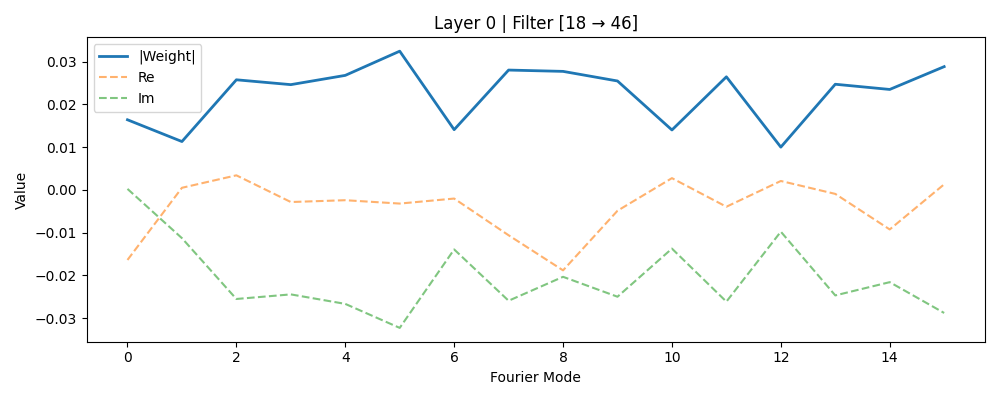 Layer 0 | Filter [18 → 46]
|Weight|
Re
Im
Value
0.03
0.02
0.01
0.00
−0.01
−0.02
−0.03
0 2 4 6 8 10 12 14
Fourier Mode